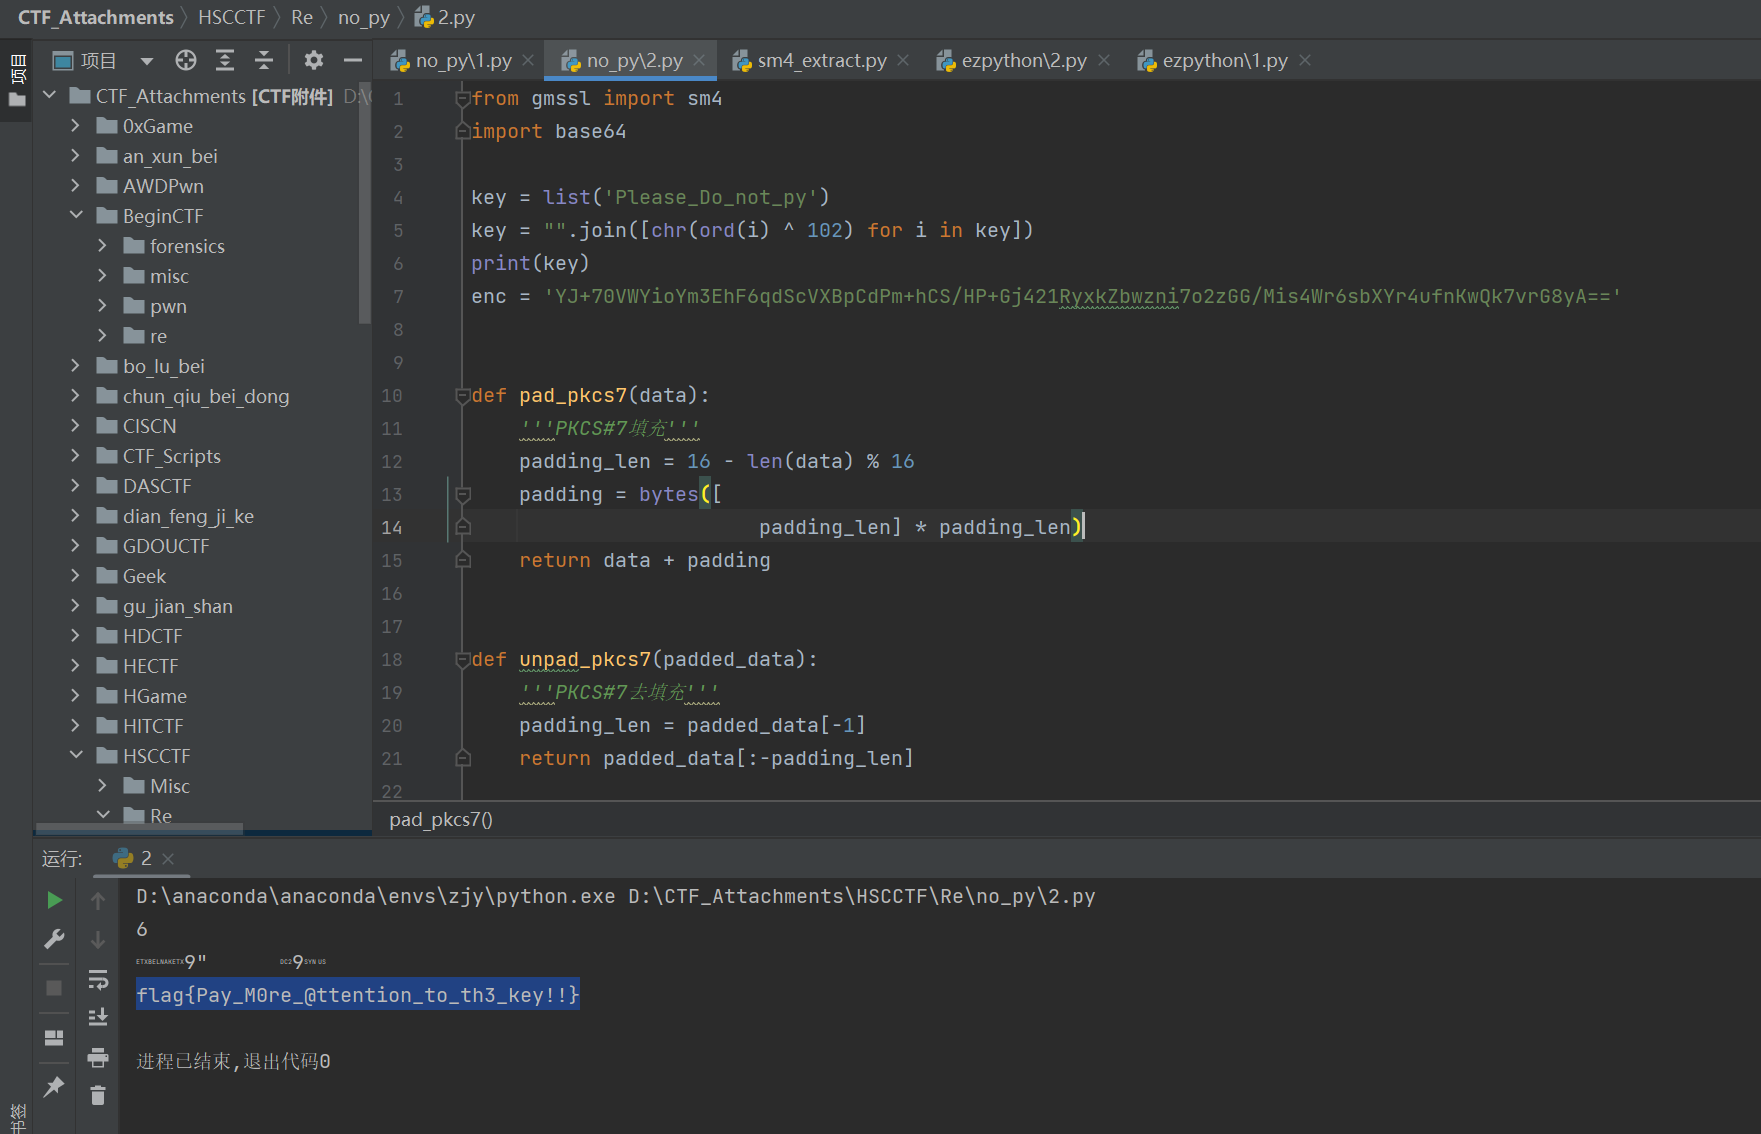 CTF_Attachments HSCCTF Re no_py 2.py
项目
项目
no_py\1.py no_py\2.py sm4_extract.py ezpython\2.py ezpython\1.py
CTF_Attachments [CTF附件] D:\
0xGame
an_xun_bei
AWDPwn
BeginCTF
forensics
misc
pwn
re
bo_lu_bei
chun_qiu_bei_dong
CISCN
CTF_Scripts
DASCTF
dian_feng_ji_ke
GDOUCTF
Geek
gu_jian_shan
HDCTF
HECTF
HGame
HITCTF
HSCCTF
Misc
Re
1 from gmssl import sm4
2 import base64
3
4 key = list('Please_Do_not_py')
5 key = "".join([chr(ord(i) ^ 102) for i in key])
6 print(key)
7 enc = 'YJ+70VWYioYm3EhF6qdScVXBpCdPm+hCS/HP+Gj421RyxkZbwzni7o2zGG/Mis4Wr6sbXYr4ufnKwQk7vrG8yA=='
8
9
10 def pad_pkcs7(data):
11 '''PKCS#7填充'''
12 padding_len = 16 - len(data) % 16
13 padding = bytes([
14 padding_len] * padding_len)
15 return data + padding
16
17
18 def unpad_pkcs7(padded_data):
19 '''PKCS#7去填充'''
20 padding_len = padded_data[-1]
21 return padded_data[:-padding_len]
22
pad_pkcs7()
运行: 2
D:\anaconda\anaconda\envs\zjy\python.exe D:\CTF_Attachments\HSCCTF\Re\no_py\2.py
6
ETXBELNAKETX9" DC29SYN US
flag{Pay_M0re_@ttention_to_th3_key!!}
进程已结束,退出代码0
书签